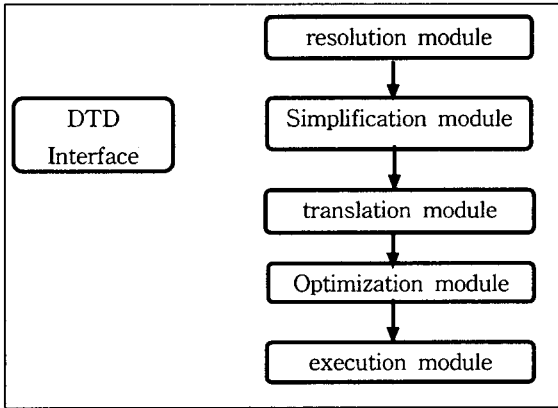 resolution module
DTD
Interface
Simplification module
translation module
Optimization module
execution module